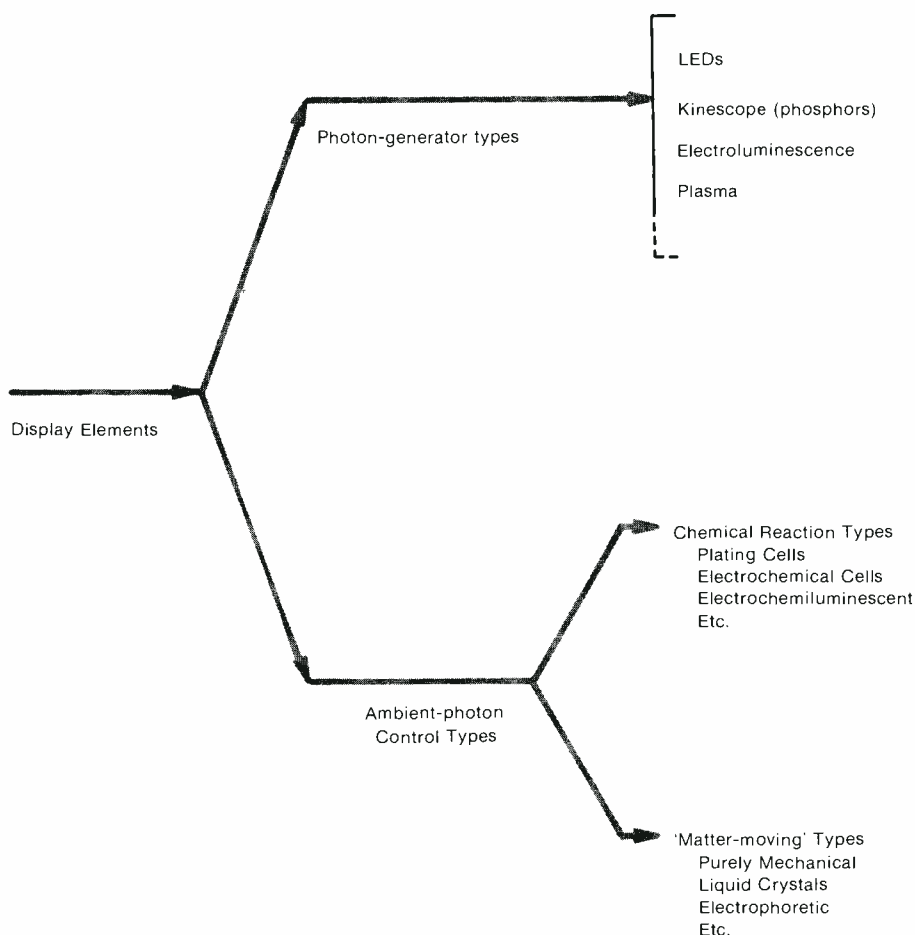 LEDs
Kinescope (phosphors)
Electroluminescence
Plasma
Photon-generator types
Display Elements
Ambient-photon
Control Types
Chemical Reaction Types
Plating Cells
Electrochemical Cells
Electrochemiluminescent
Etc.
'Matter-moving' Types
Purely Mechanical
Liquid Crystals
Electrophoretic
Etc.